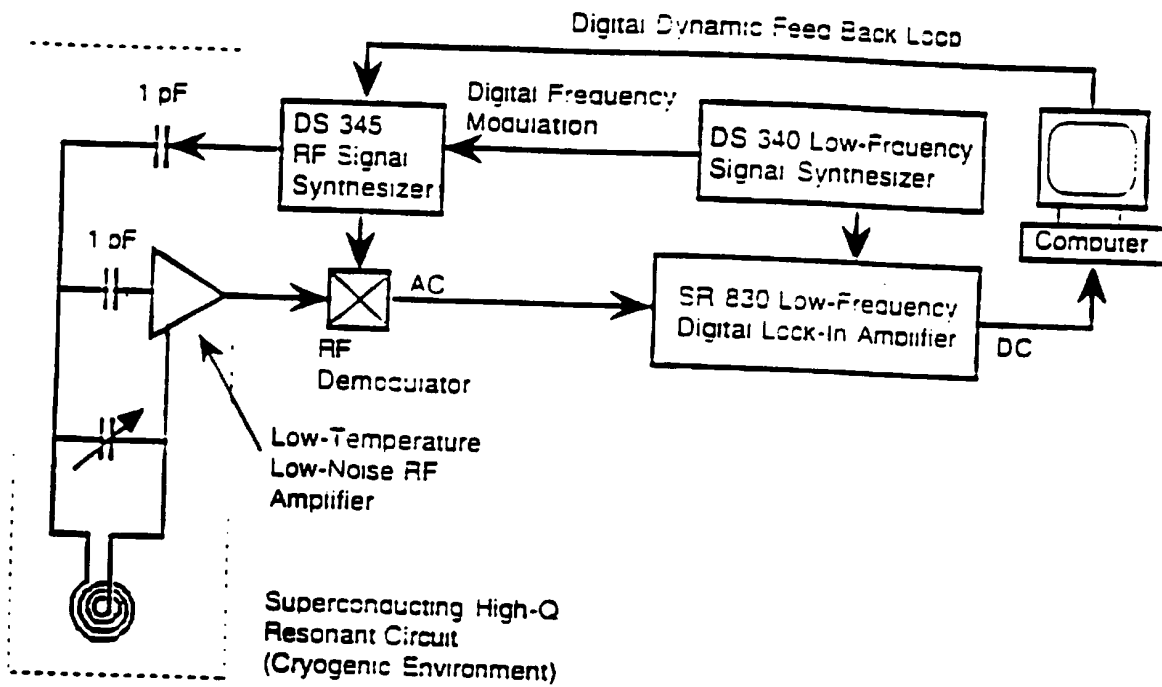 Digital Dynamic Feed Back Loop
1 pF
DS 345
RF Signal
Synthesizer
Digital Frequency
Modulation
DS 340 Low-Frauency
Signal Synthesizer
Computer
1 pF
AC
SR 830 Low-Frequency
Digital Lock-In Amplifier
DC
RF
Demodulator
Low-Temperature
Low-Noise RF
Amplifier
Superconducting High-Q
Resonant Circuit
(Cryogenic Environment)